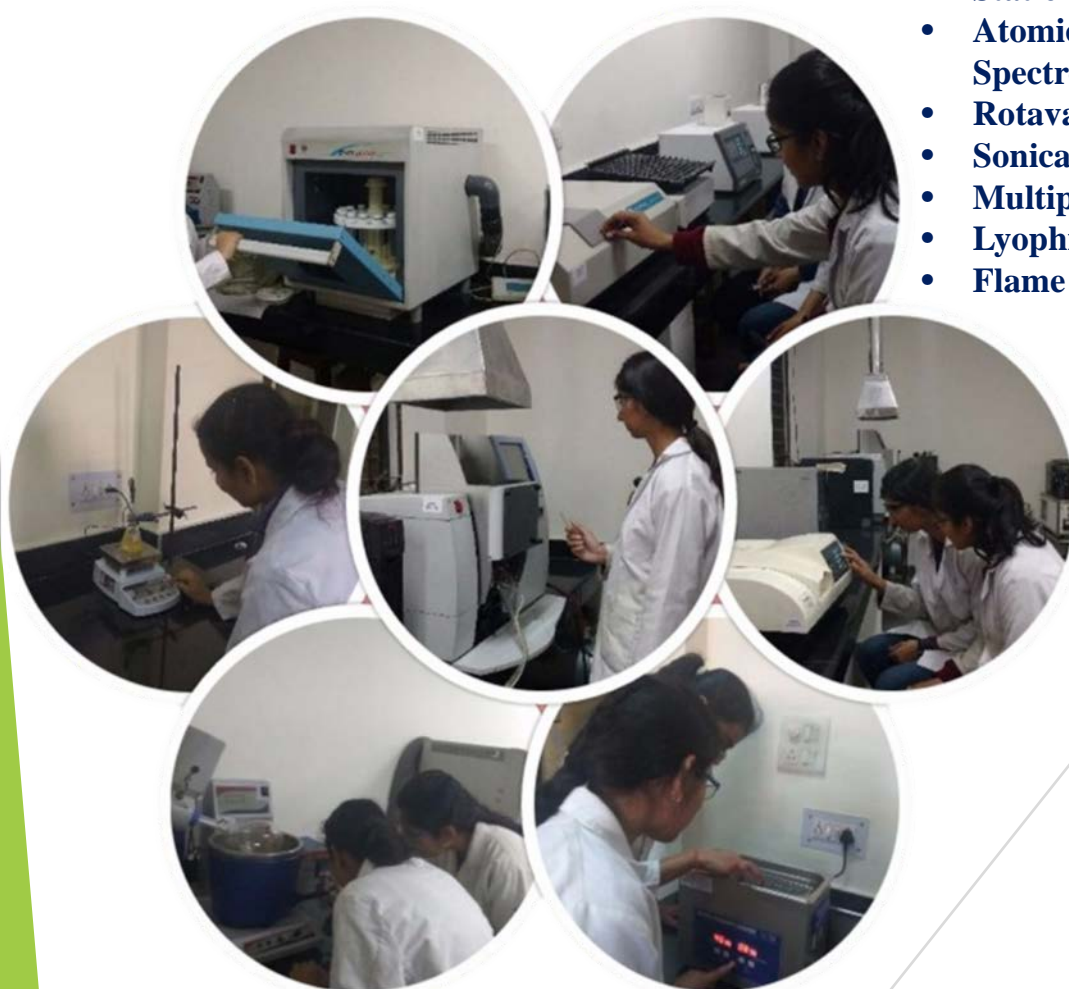 • Atomic
Spectr
• Rotava
• Sonica
• Multip
• Lyophi
• Flame